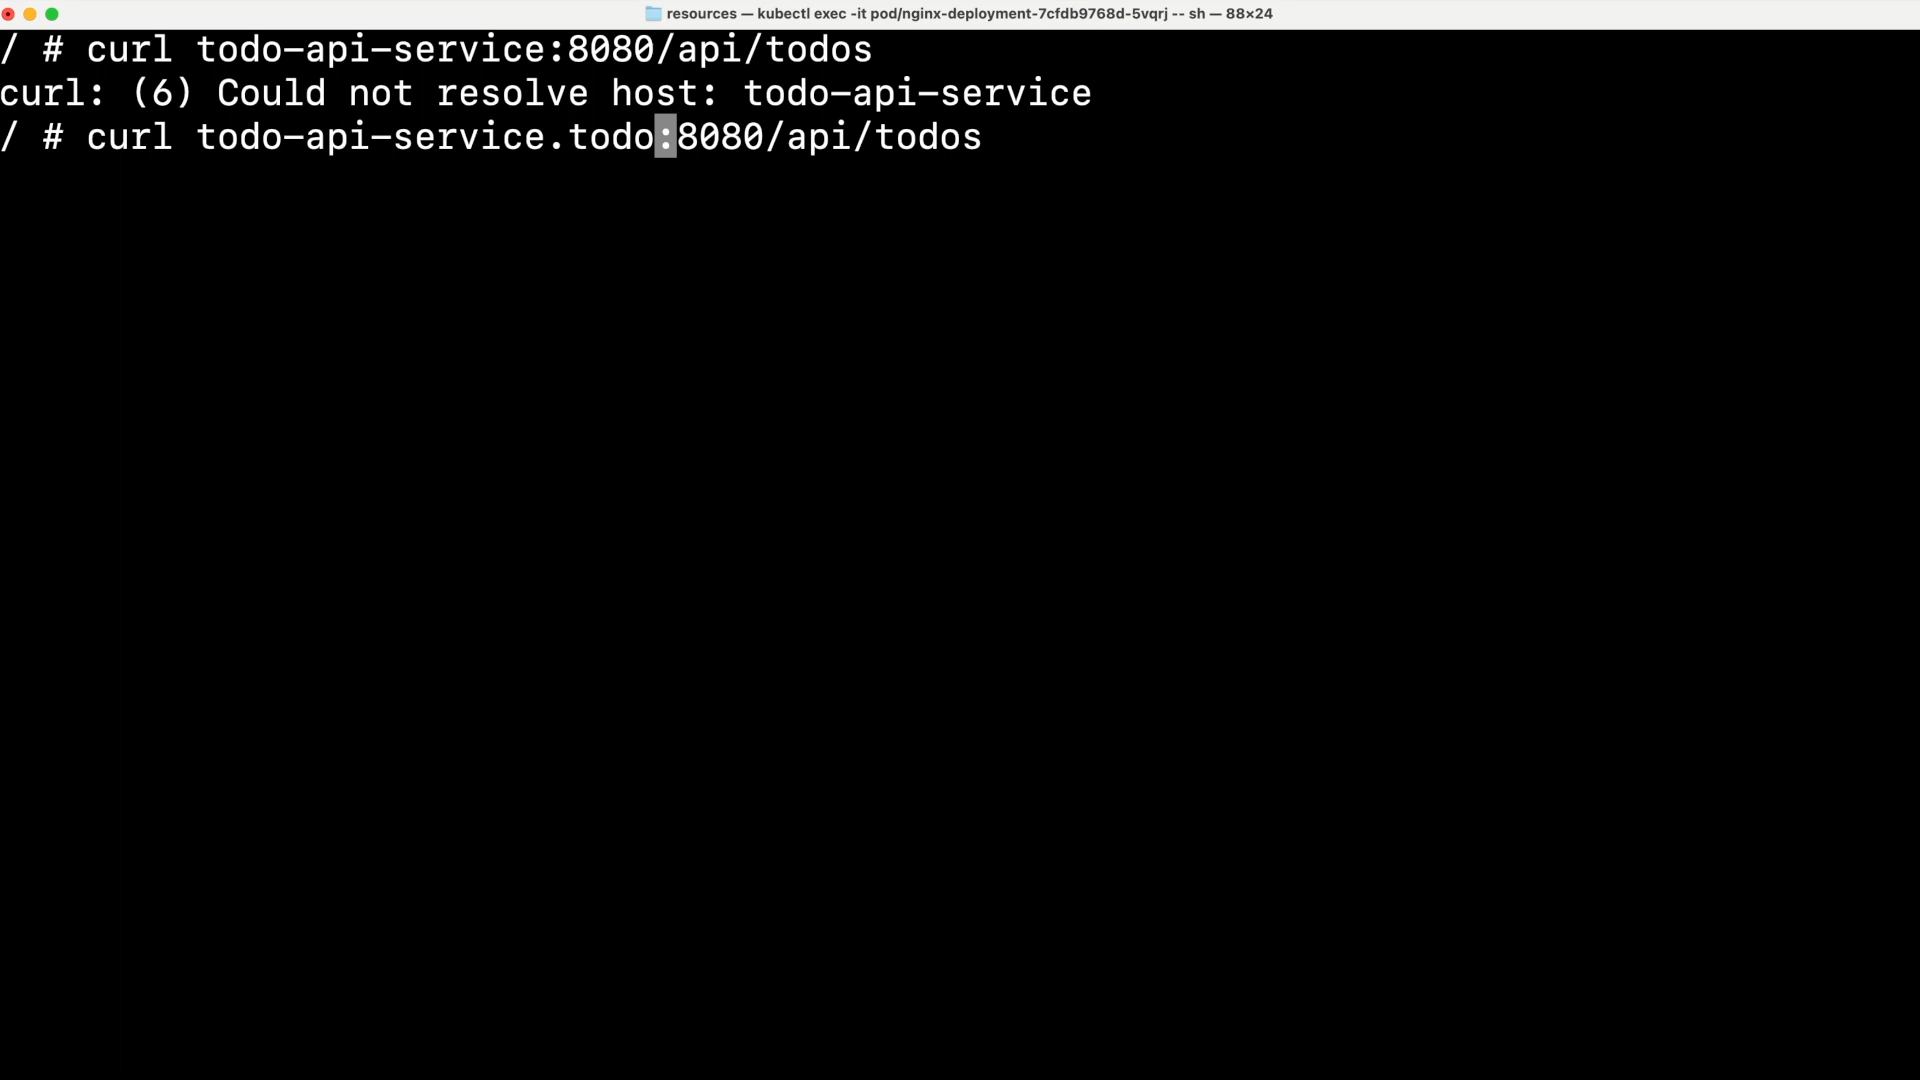 resources — kubectl exec -it pod/nginx-deployment-7cfdb9768d-5vqrj -- sh — 88×24
/ # curl todo-api-service:8080/api/todos
curl: (6) Could not resolve host: todo-api-service
/ # curl todo-api-service.todo:8080/api/todos